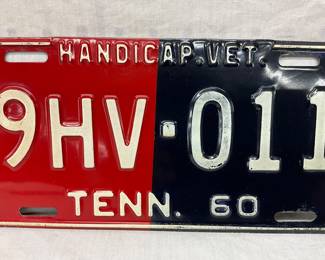 HANDICAP. VET.
9HV-011
TENN. 60